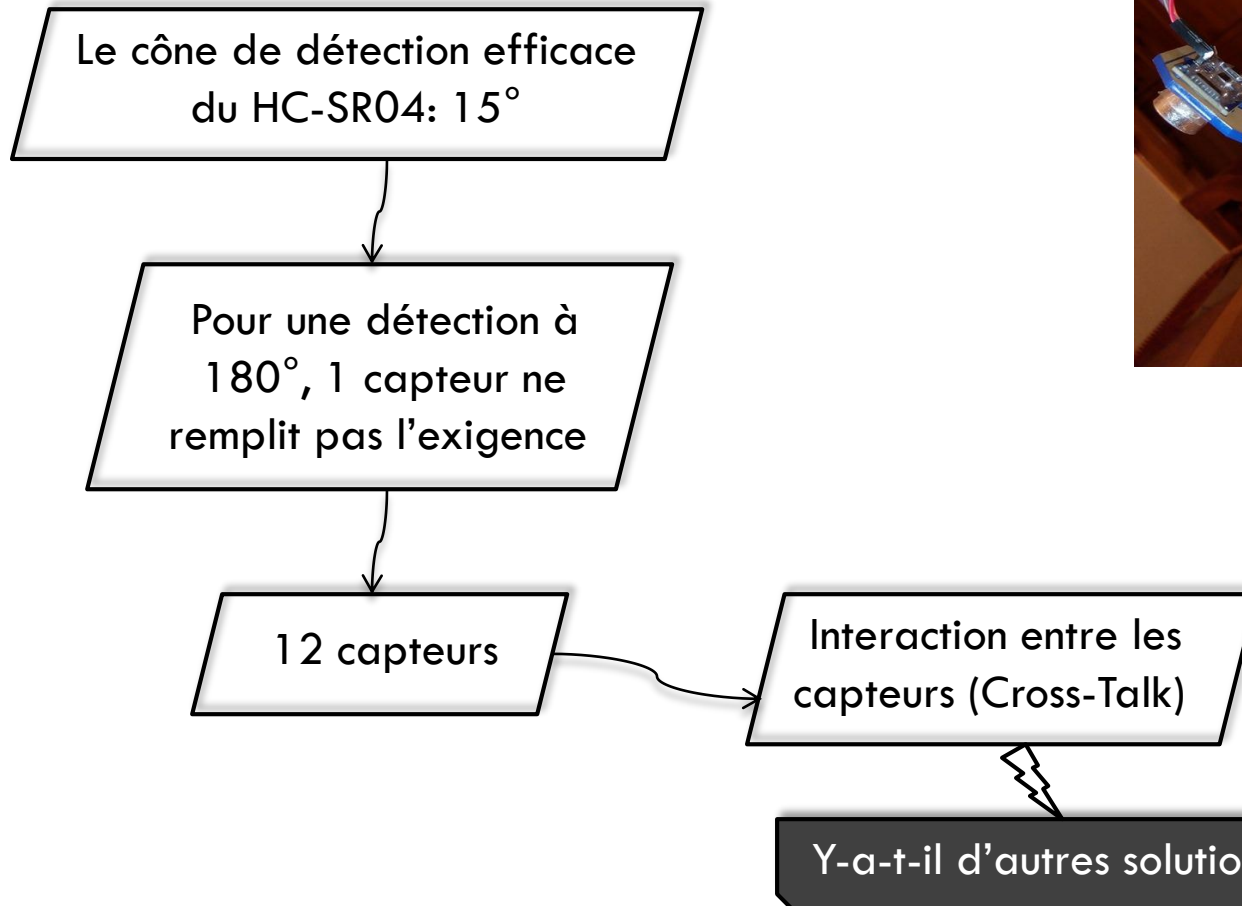 Le cône de détection efficace
du HC-SR04: 15°
Pour une détection à
180°, 1 capteur ne
remplit pas l’exigence
12 capteurs
Interaction entre les
capteurs (Cross-Talk)
Y-a-t-il d’autres solutio